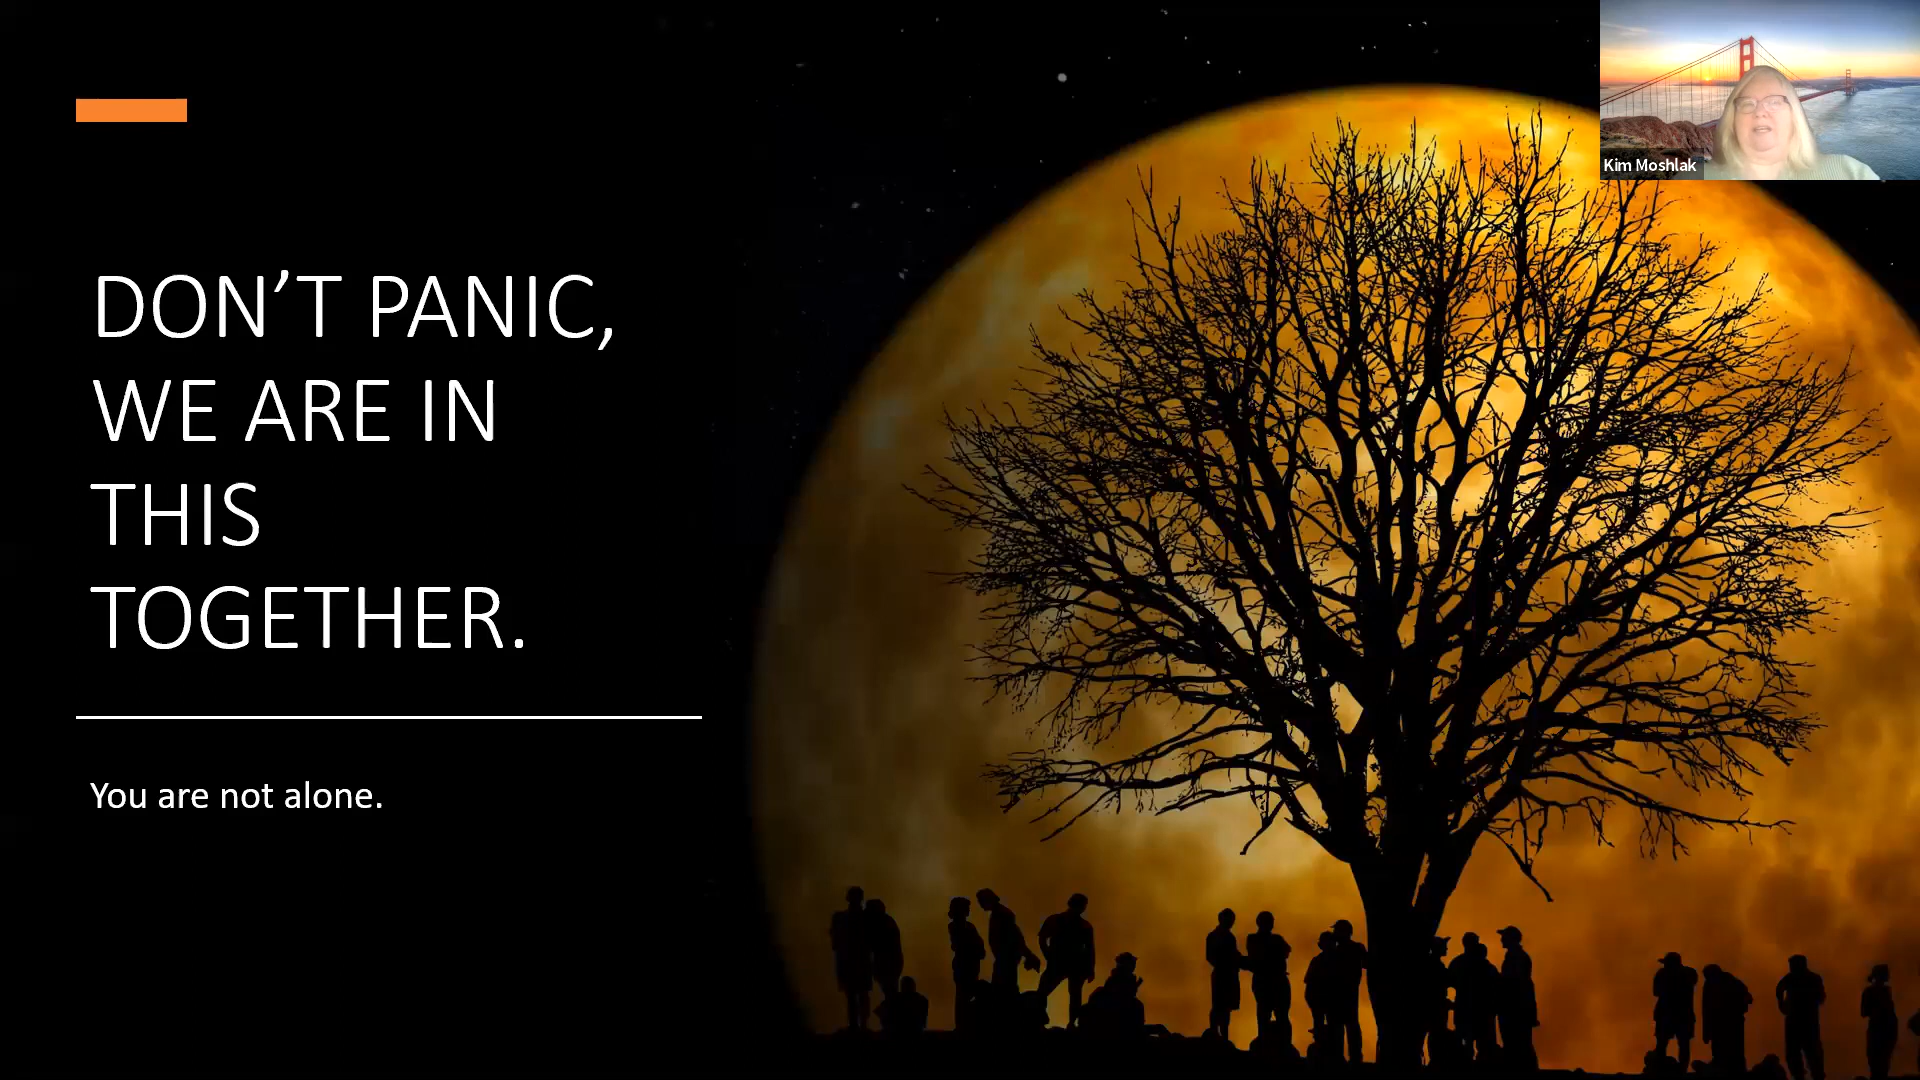 DON’T PANIC,
WE ARE IN
THIS
TOGETHER.
You are not alone.
Kim Moshlak